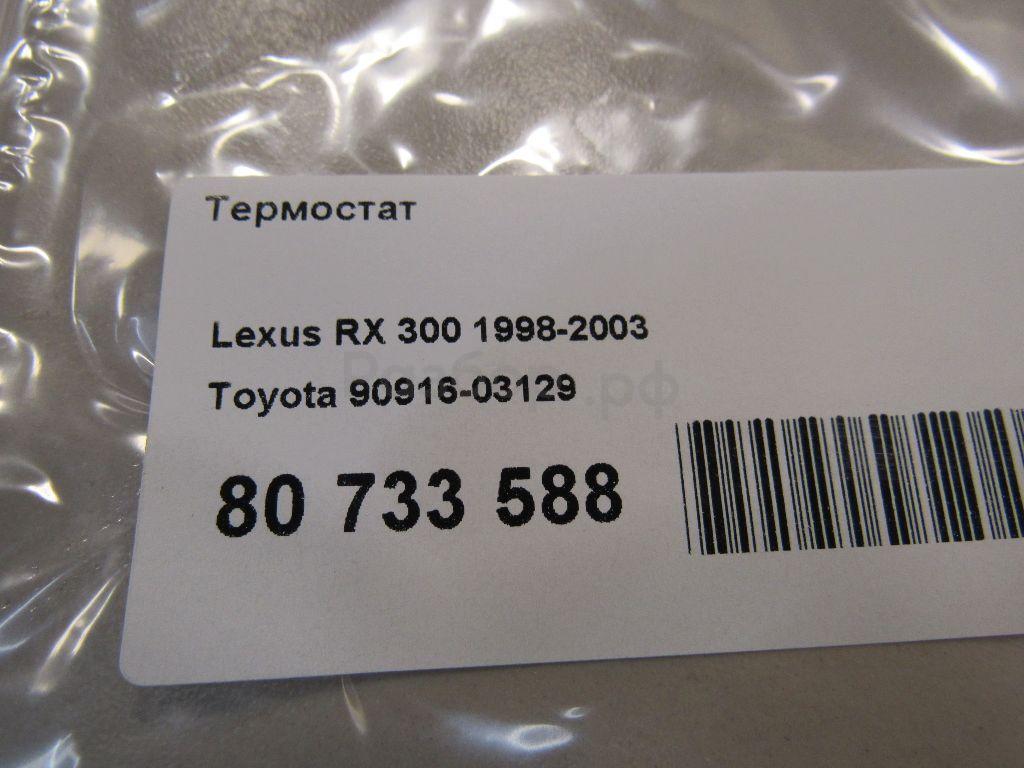 Термостат
Lexus RX 300 1998-2003
Toyota 90916-03129
80 733 588